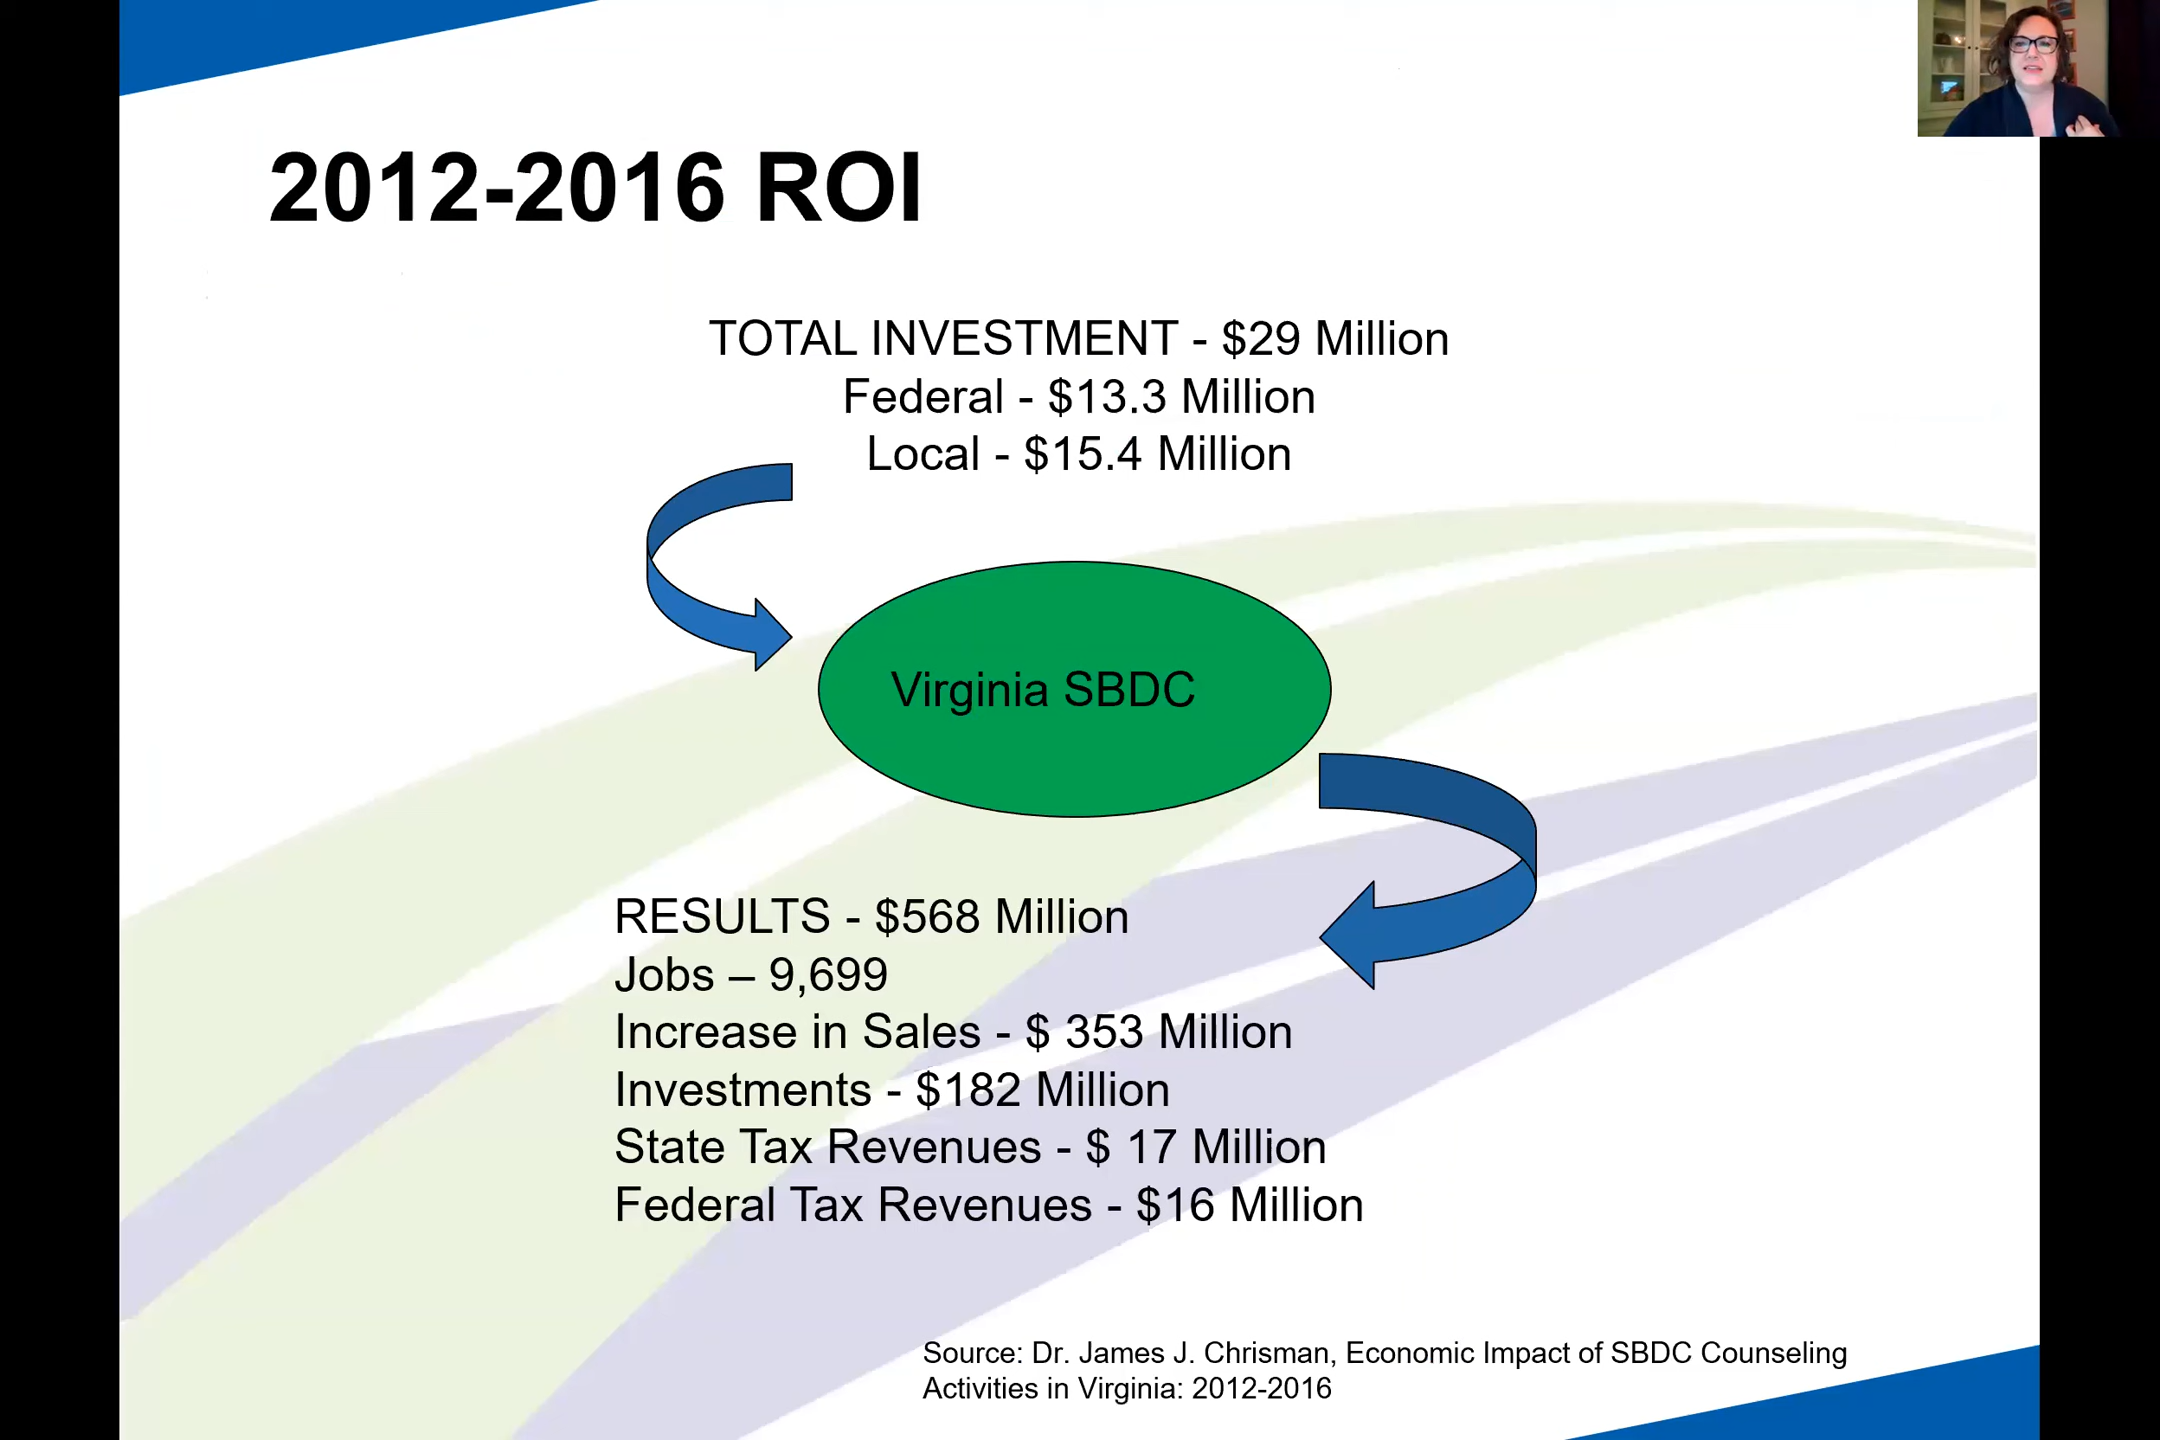 2012-2016 ROI
TOTAL INVESTMENT - $29 Million
Federal - $13.3 Million
Local - $15.4 Million
Virginia SBDC
RESULTS - $568 Million
Jobs – 9,699
Increase in Sales - $ 353 Million
Investments - $182 Million
State Tax Revenues - $ 17 Million
Federal Tax Revenues - $16 Million
Source: Dr. James J. Chrisman, Economic Impact of SBDC Counseling
Activities in Virginia: 2012-2016